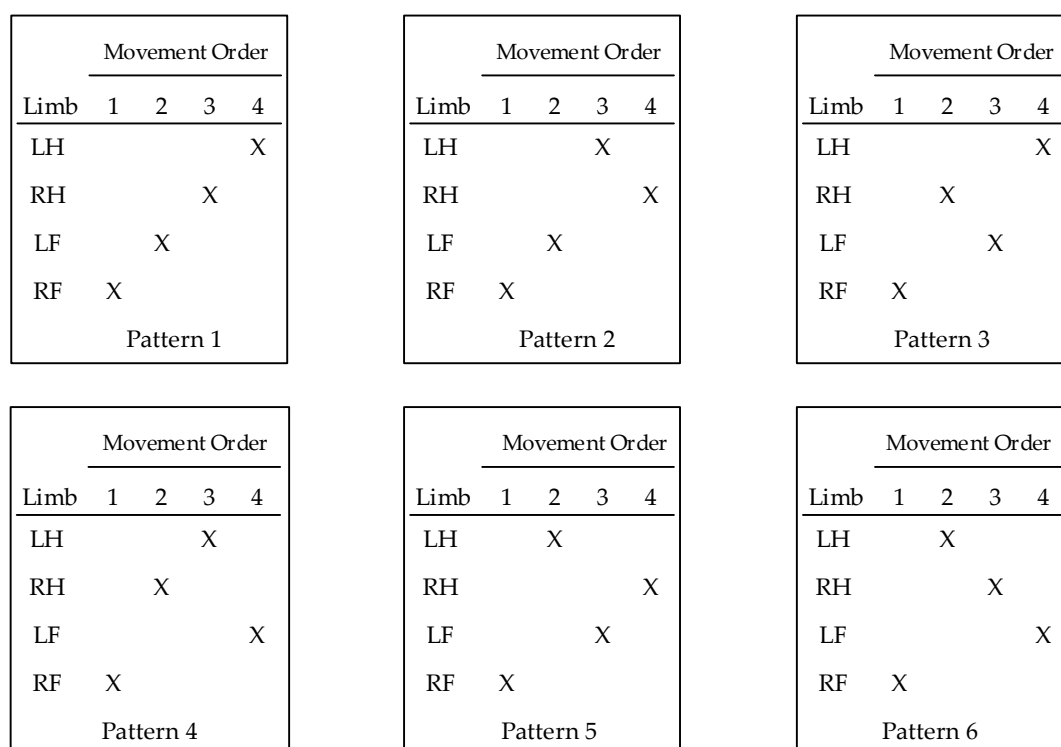 Movement Order
Limb 1 2 3 4
LH X
RH X
LF X
RF X
Pattern 1
Movement Order
Limb 1 2 3 4
LH X
RH X
LF X
RF X
Pattern 2
Movement Order
Limb 1 2 3 4
LH X
RH X
LF X
RF X
Pattern 3
Movement Order
Limb 1 2 3 4
LH X
RH X
LF X
RF X
Pattern 4
Movement Order
Limb 1 2 3 4
LH X
RH X
LF X
RF X
Pattern 5
Movement Order
Limb 1 2 3 4
LH X
RH X
LF X
RF X
Pattern 6